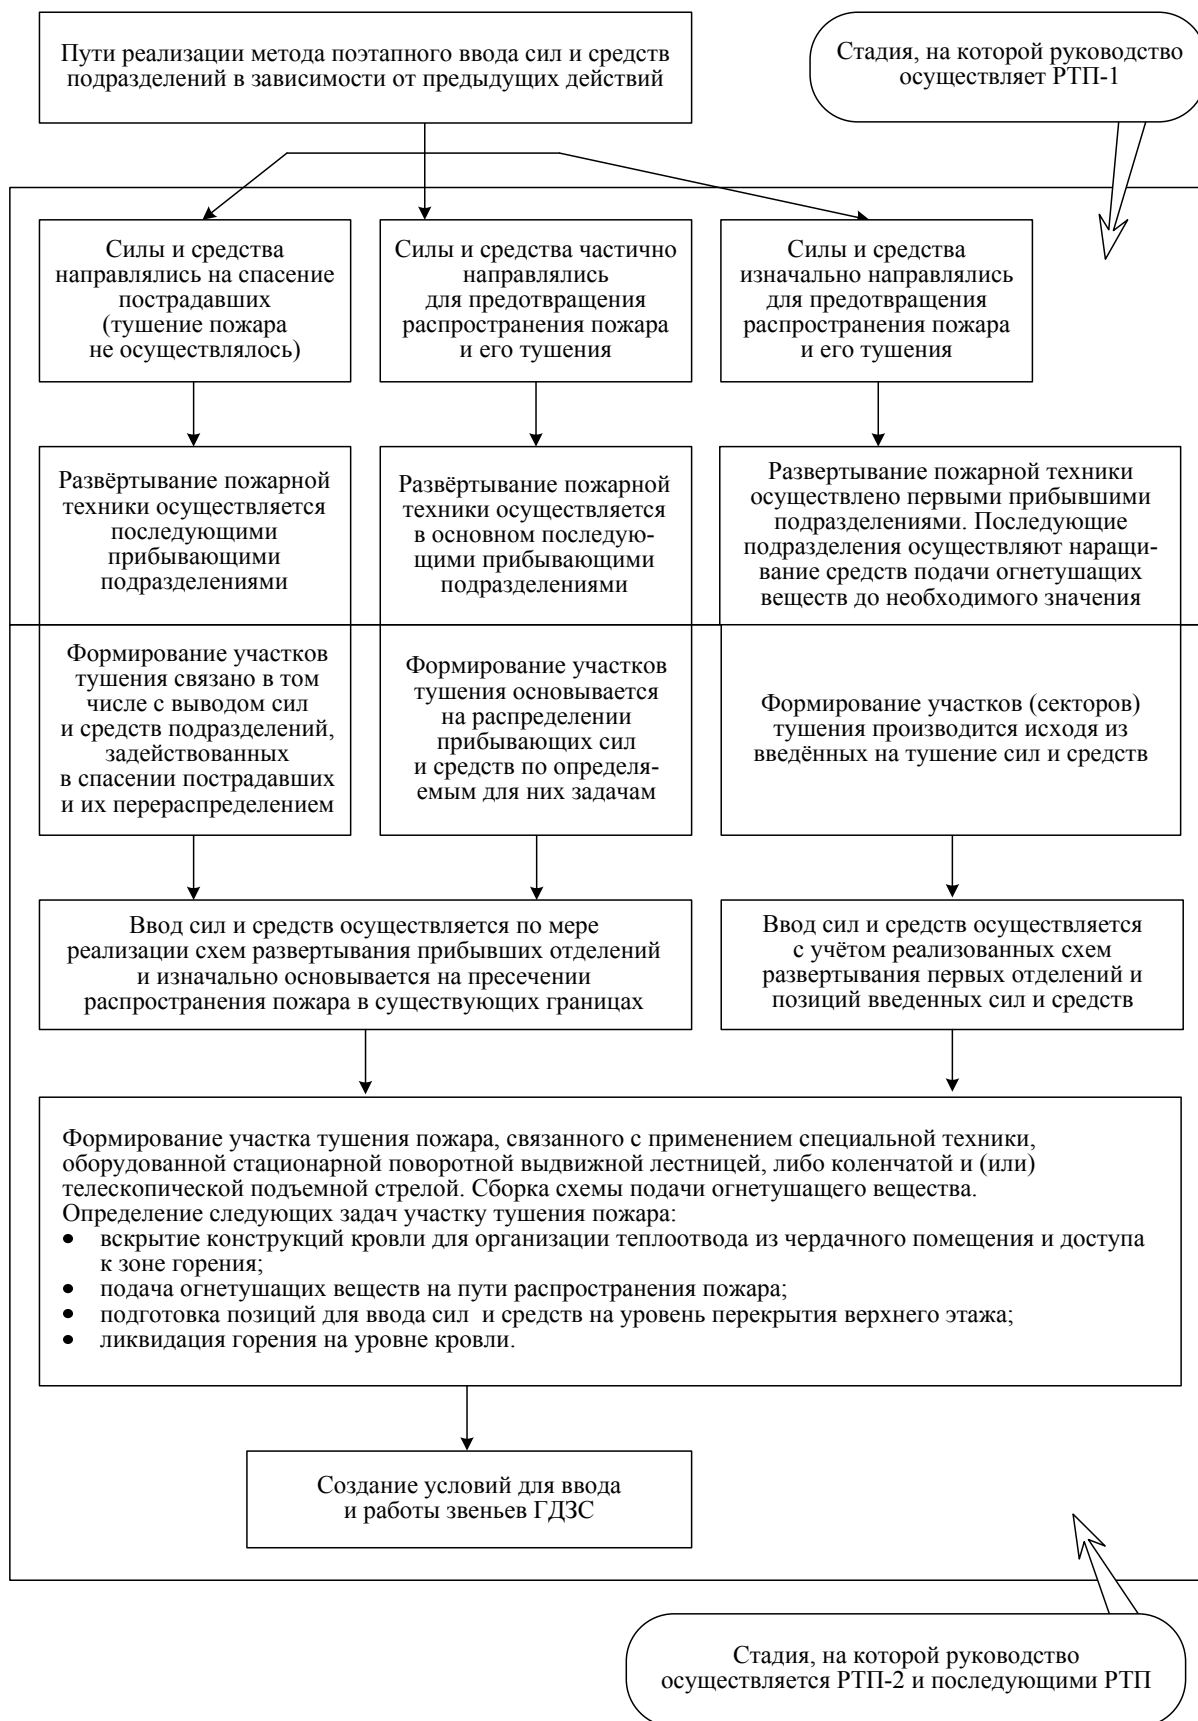 Пути реализации метода поэтапного ввода сил и средств
подразделений в зависимости от предыдущих действий
Стадия, на которой руководство
осуществляет РТП-1
Силы и средства
направлялись на спасение
пострадавших
(тушение пожара
не осуществлялось)
Силы и средства частично
направлялись
для предотвращения
распространения пожара
и его тушения
Силы и средства
изначально направлялись
для предотвращения
распространения пожара
и его тушения
Развёртывание пожарной
техники осуществляется
последующими
прибывающими
подразделениями
Развёртывание пожарной
техники осуществляется
в основном последую-
щими прибывающими
подразделениями
Развертывание пожарной техники
осуществлено первыми прибывшими
подразделениями. Последующие
подразделения осуществляют наращи-
вание средств подачи огнетушащих
веществ до необходимого значения
Формирование участков
тушения связано в том
числе с выводом сил
и средств подразделений,
задействованных
в спасении пострадавших
и их перераспределением
Формирование участков
тушения основывается
на распределении
прибывающих сил
и средств по определя-
емым для них задачам
Формирование участков (секторов)
тушения производится исходя из
введённых на тушение сил и средств
Ввод сил и средств осуществляется по мере
реализации схем развертывания прибывших отделений
и изначально основывается на пресечении
распространения пожара в существующих границах
Ввод сил и средств осуществляется
с учётом реализованных схем
развертывания первых отделений и
позиций введенных сил и средств
Формирование участка тушения пожара, связанного с применением специальной техники,
оборудованной стационарной поворотной выдвижной лестницей, либо коленчатой и (или)
телескопической подъемной стрелой. Сборка схемы подачи огнетушащего вещества.
Определение следующих задач участку тушения пожара:
• вскрытие конструкций кровли для организации теплоотвода из чердачного помещения и доступа
к зоне горения;
• подача огнетушащих веществ на пути распространения пожара;
• подготовка позиций для ввода сил и средств на уровень перекрытия верхнего этажа;
• ликвидация горения на уровне кровли.
Создание условий для ввода
и работы звеньев ГДЗС
Стадия, на которой руководство
осуществляется РТП-2 и последующими РТП